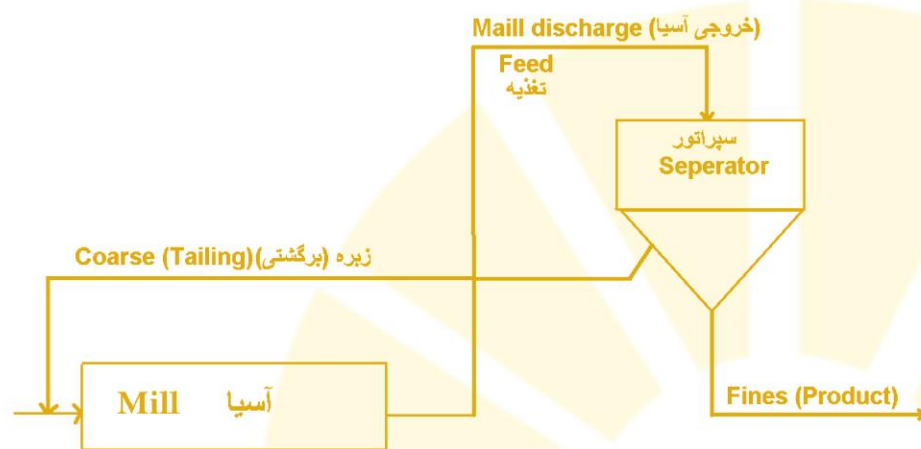 Maill discharge (خروجی آسیا)
Feed
تغذیه
سپراتور
Seperator
Coarse (Tailing)(برگشتی) زبره
Mill آسیا
Fines (Product)